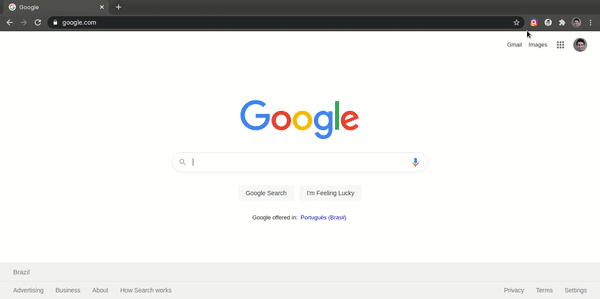 Google
google.com
Gmail Images
Google
Google Search I'm Feeling Lucky
Google offered in: Português (Brasil)
Brazil
Advertising Business About How Search works Privacy Terms Settings